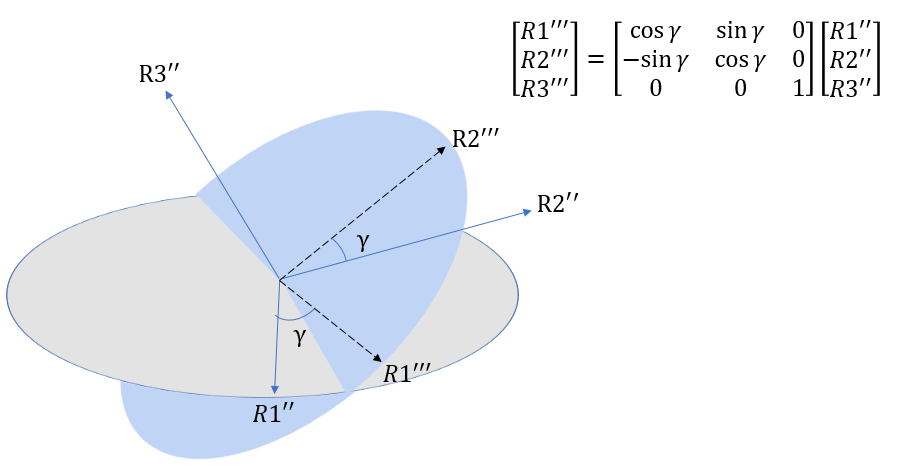 [R1′′′] = [cos γ sin γ 0] [R1′′]
[R2′′′] = [−sin γ cos γ 0] [R2′′]
[R3′′′] = [0 0 1] [R3′′]
R3′′
R2′′′
R2′′
γ
γ
R1′′′
R1′′